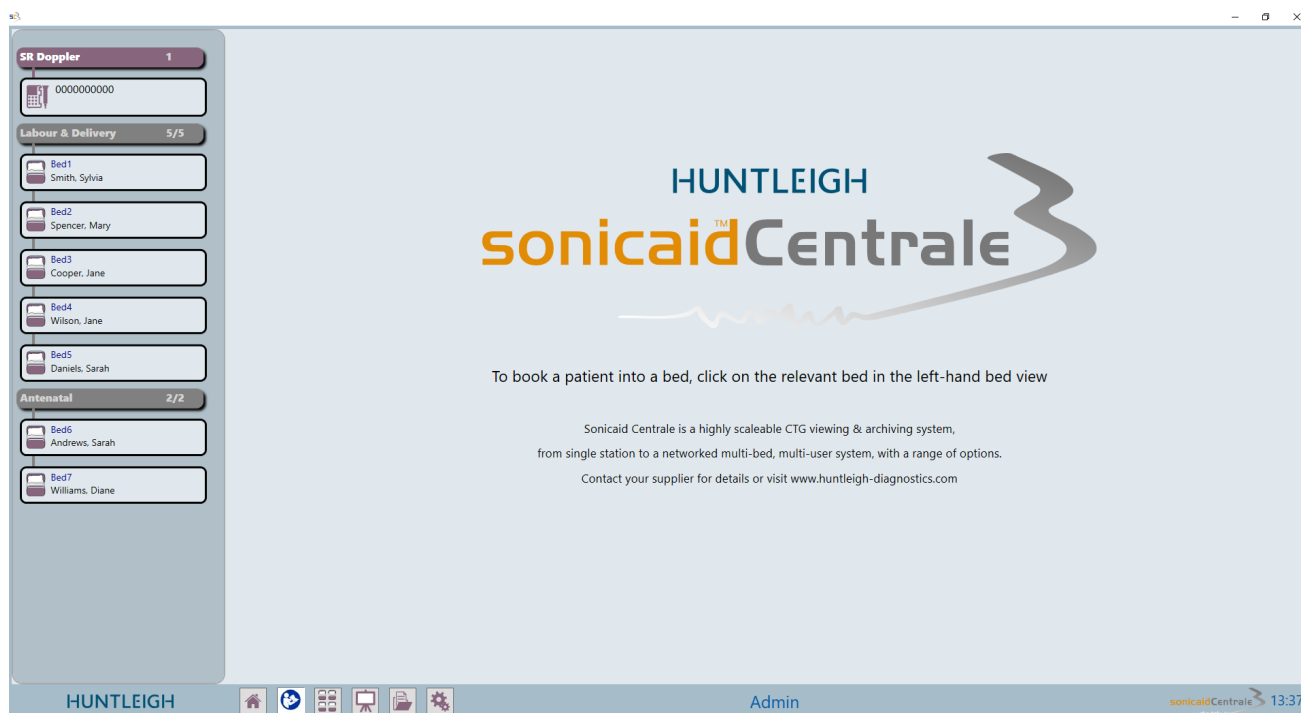 SR Doppler 1
0000000000
Labour & Delivery 5/5
Bed1
Smith, Sylvia
Bed2
Spencer, Mary
Bed3
Cooper, Jane
Bed4
Wilson, Jane
Bed5
Daniels, Sarah
Antenatal 2/2
Bed6
Andrews, Sarah
Bed7
Williams, Diane
HUNTLEIGH
sonicaid™Centrale3
To book a patient into a bed, click on the relevant bed in the left-hand bed view
Sonicaid Centrale is a highly scaleable CTG viewing & archiving system,
from single station to a networked multi-bed, multi-user system, with a range of options.
Contact your supplier for details or visit www.huntleigh-diagnostics.com
HUNTLEIGH Admin sonicaidCentrale3 13:37